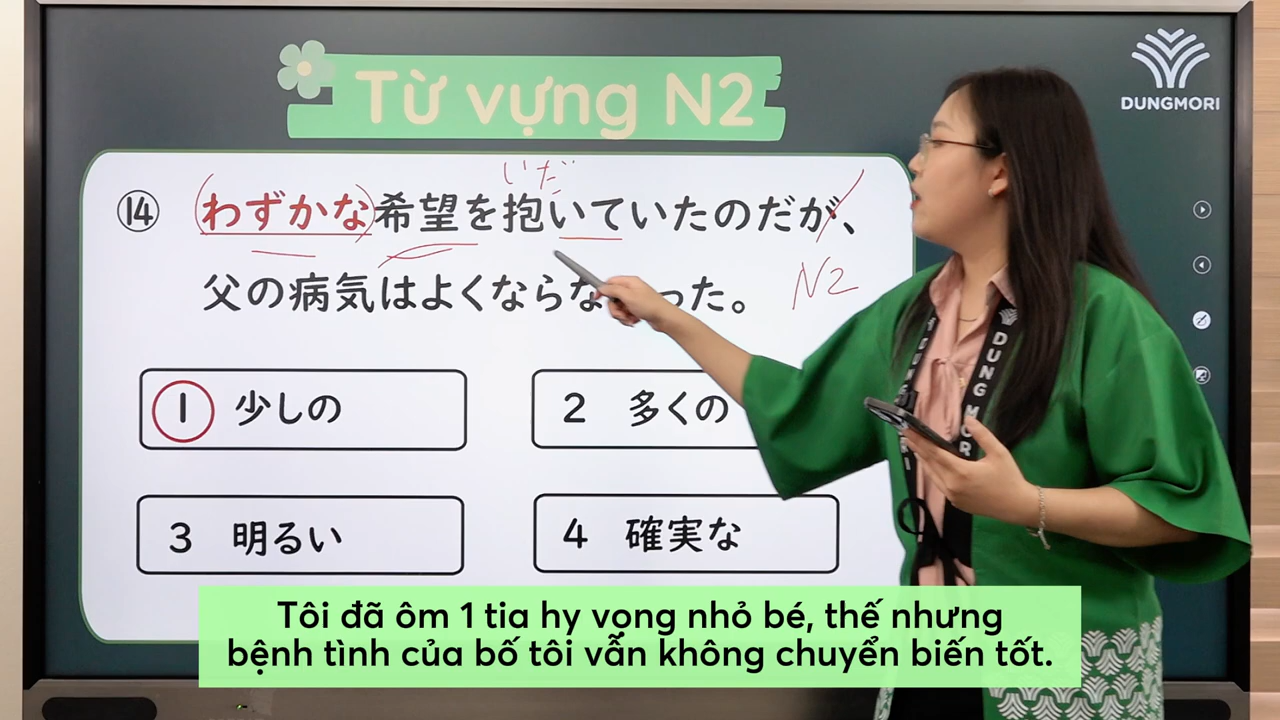 Từ vựng N2
DUNGMORI
いだ
⑭ わずかな希望を抱いていたのだが、
父の病気はよくならな った。
N2
1 少しの
2 多くの
3 明るい
4 確実な
DUNG MORI
Tôi đã ôm 1 tia hy vọng nhỏ bé, thế nhưng
bệnh tình của bố tôi vẫn không chuyển biến tốt.